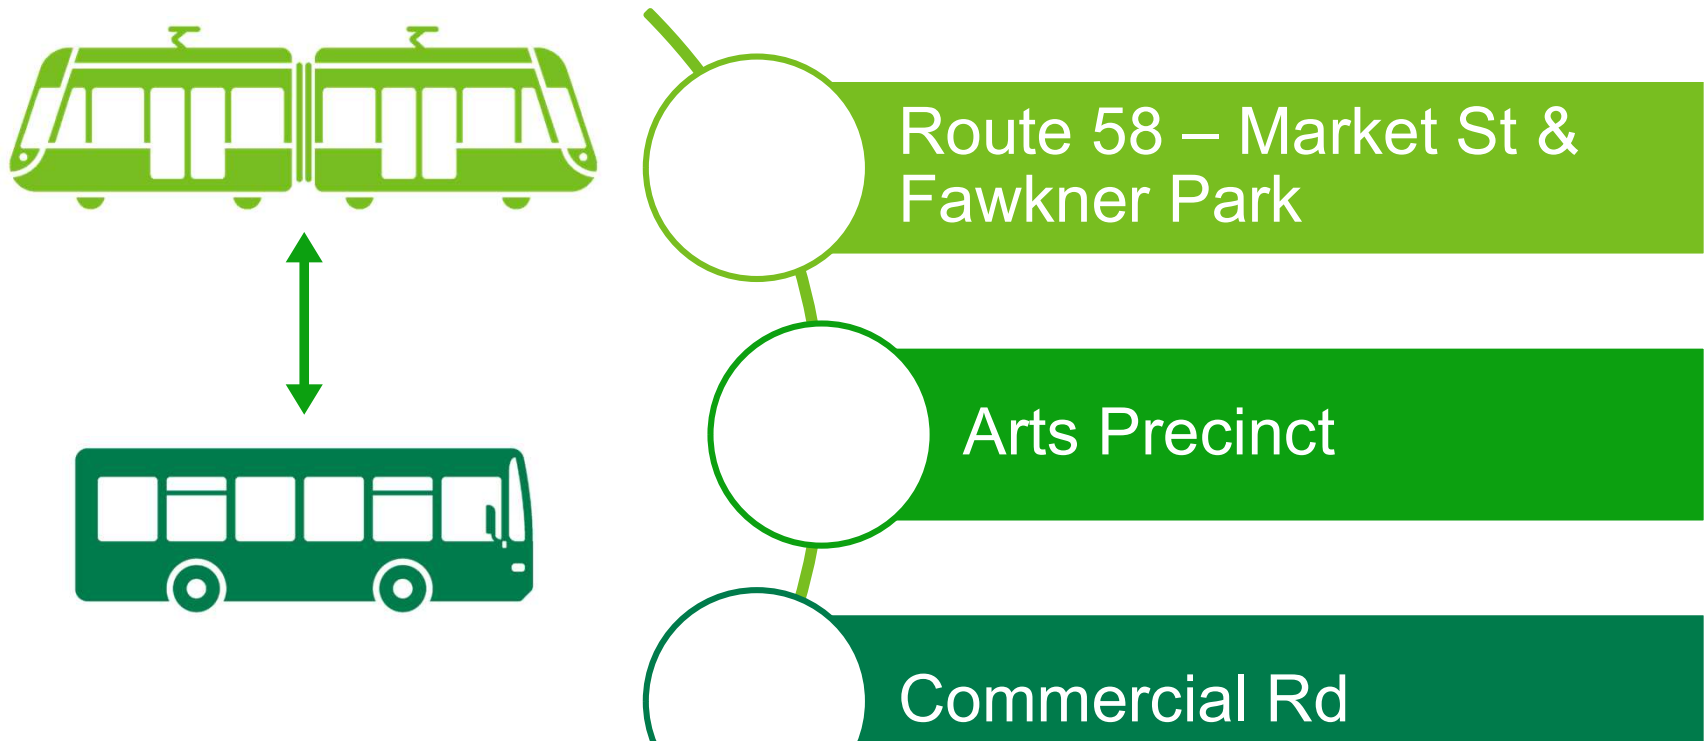 Route 58 – Market St &
Fawkner Park
Arts Precinct
Commercial Rd